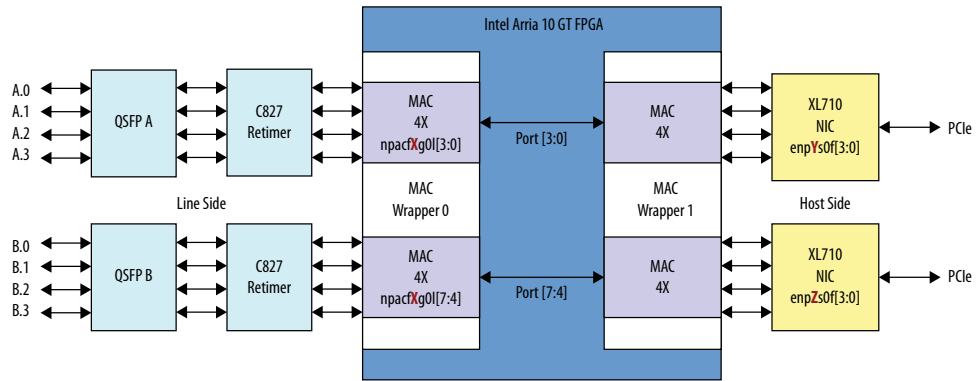 Intel Arria 10 GT FPGA
A.0
A.1
A.2
A.3
QSFP A
C827
Retimer
MAC
4X
npacfXg0l[3:0]
Port [3:0]
MAC
4X
XL710
NIC
enpYs0f[3:0]
PCIe
Line Side
MAC
Wrapper 0
MAC
Wrapper 1
Host Side
B.0
B.1
B.2
B.3
QSFP B
C827
Retimer
MAC
4X
npacfXg0l[7:4]
Port [7:4]
MAC
4X
XL710
NIC
enpZs0f[3:0]
PCIe